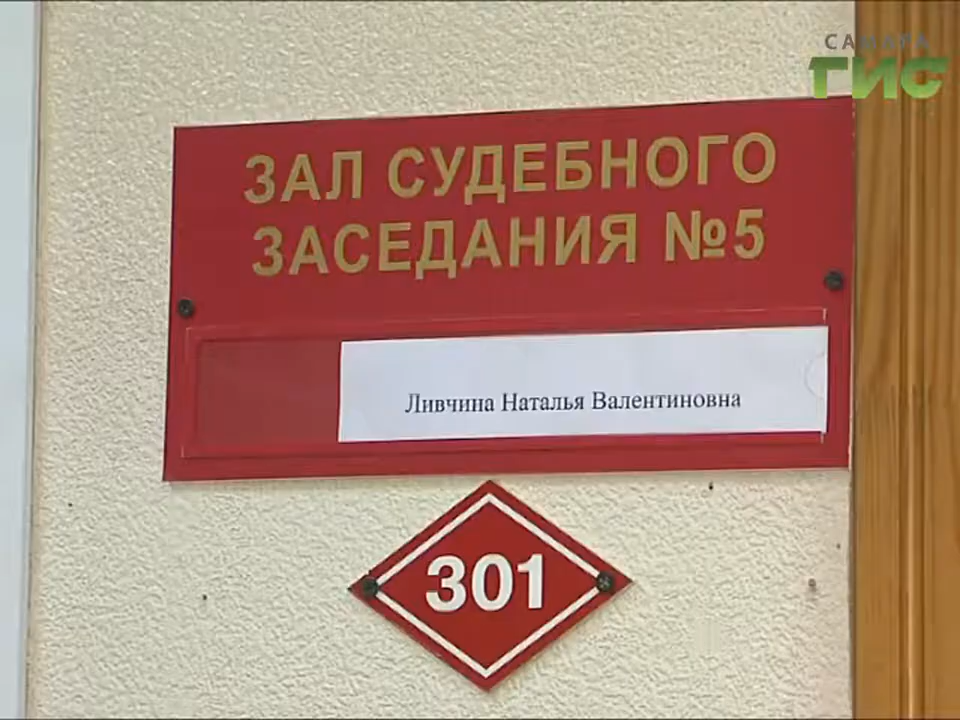 САМАРА
ГИС
ЗАЛ СУДЕБНОГО
ЗАСЕДАНИЯ №5
Ливчина Наталья Валентиновна
301